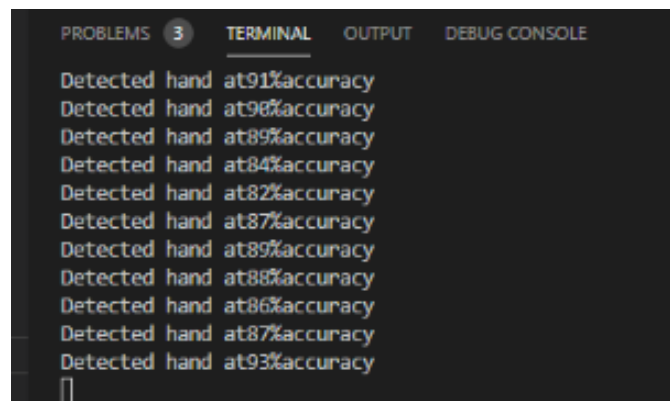 PROBLEMS 3 TERMINAL OUTPUT DEBUG CONSOLE
Detected hand at91%accuracy
Detected hand at90%accuracy
Detected hand at89%accuracy
Detected hand at84%accuracy
Detected hand at82%accuracy
Detected hand at87%accuracy
Detected hand at89%accuracy
Detected hand at88%accuracy
Detected hand at86%accuracy
Detected hand at87%accuracy
Detected hand at93%accuracy